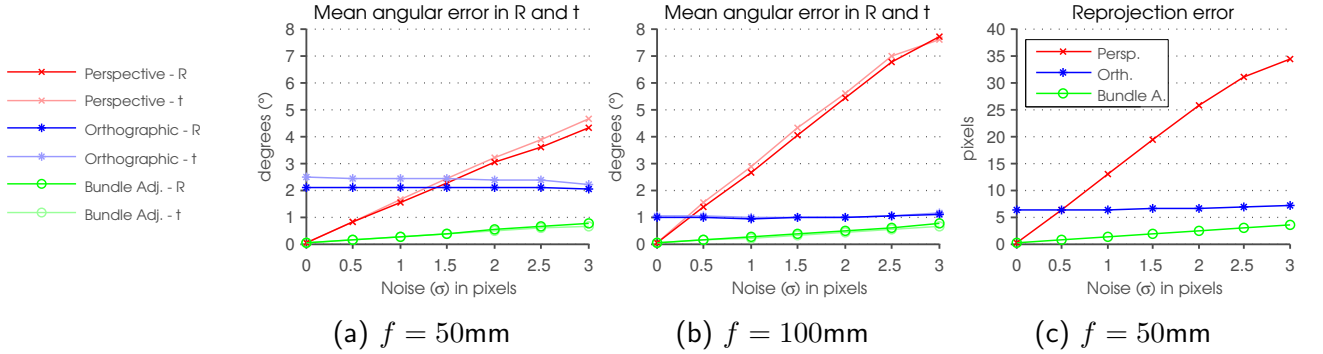 Perspective - R
Perspective - t
Orthographic - R
Orthographic - t
Bundle Adj. - R
Bundle Adj. - t
Mean angular error in R and t
degrees (°)
8
7
6
5
4
3
2
1
0
0 0.5 1 1.5 2 2.5 3
Noise (σ) in pixels
(a) f = 50mm
Mean angular error in R and t
degrees (°)
8
7
6
5
4
3
2
1
0
0 0.5 1 1.5 2 2.5 3
Noise (σ) in pixels
(b) f = 100mm
Reprojection error
pixels
40
35
30
25
20
15
10
5
0
Persp.
Orth.
Bundle A.
0 0.5 1 1.5 2 2.5 3
Noise (σ) in pixels
(c) f = 50mm